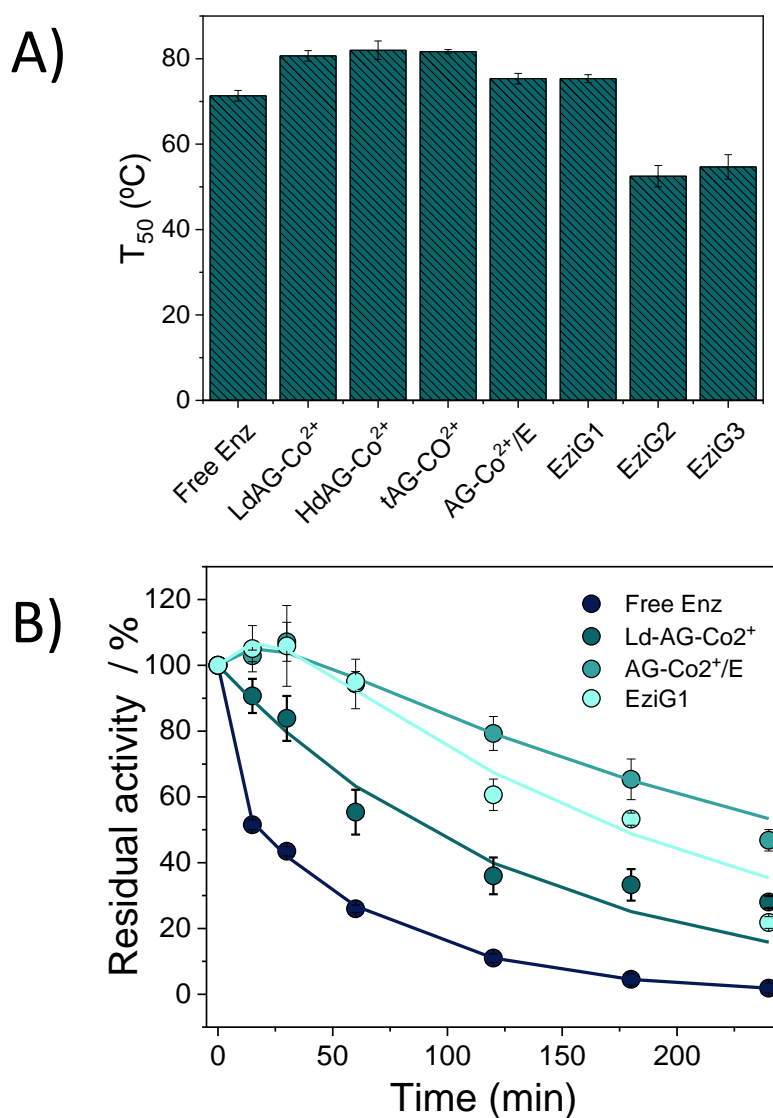 A)
T₅₀ (ºC)
80
60
40
20
0
Free Enz
LdAG-Co²⁺
HdAG-Co²⁺
tAG-CO²⁺
AG-Co²⁺/E
EziG1
EziG2
EziG3
B)
Residual activity / %
120
100
80
60
40
20
0
Free Enz
Ld-AG-Co2⁺
AG-Co2⁺/E
EziG1
0 50 100 150 200
Time (min)